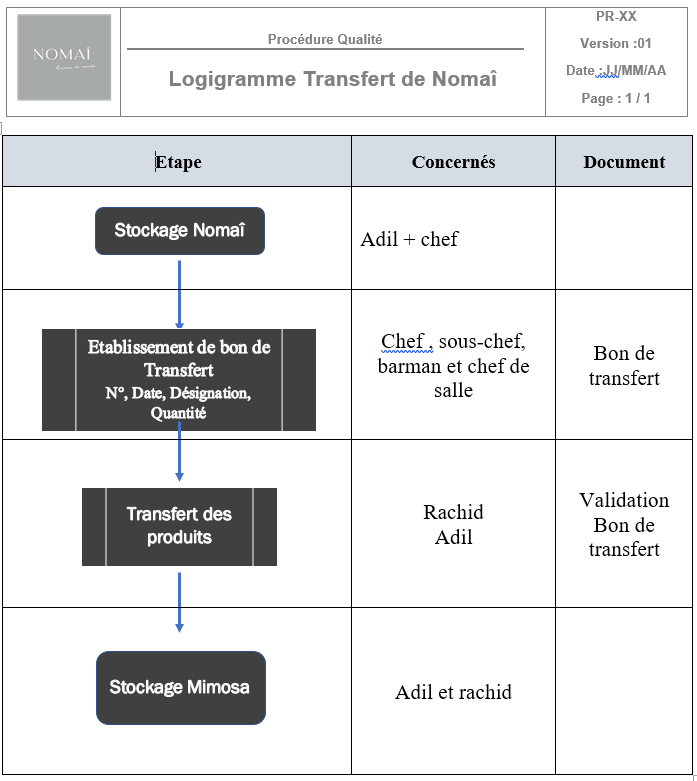 NOMAÎ
Procédure Qualité
Logigramme Transfert de Nomaî
PR-XX
Version :01
Date :JJ/MM/AA
Page : 1 / 1
Etape
Concernés
Document
Stockage Nomaî
Adil + chef
Etablissement de bon de
Transfert
N°, Date, Désignation,
Quantité
Chef , sous-chef,
barman et chef de
salle
Bon de
transfert
Transfert des
produits
Rachid
Adil
Validation
Bon de
transfert
Stockage Mimosa
Adil et rachid